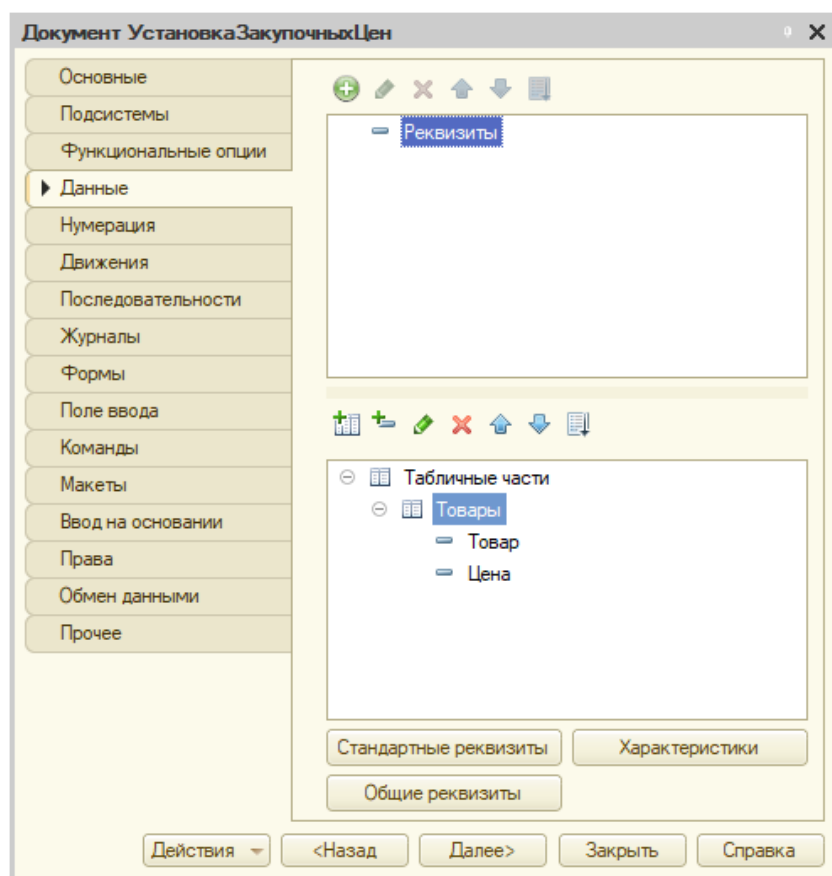 Документ УстановкаЗакупочныхЦен
Основные
Подсистемы
Функциональные опции
Данные
Нумерация
Движения
Последовательности
Журналы
Формы
Поле ввода
Команды
Макеты
Ввод на основании
Права
Обмен данными
Прочее
Реквизиты
Табличные части
Товары
Товар
Цена
Стандартные реквизиты
Характеристики
Общие реквизиты
Действия
<Назад
Далее>
Закрыть
Справка